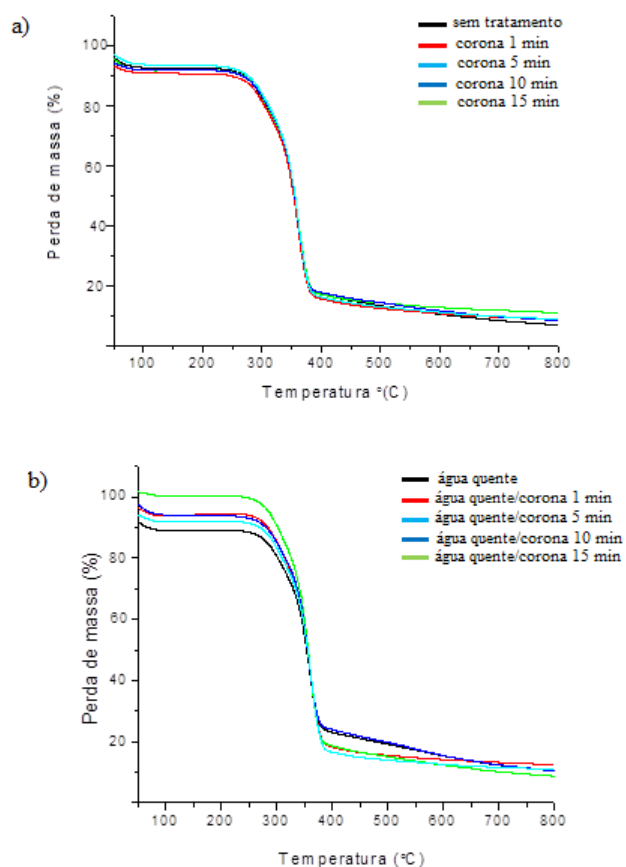 a)
sem tratamento
corona 1 min
corona 5 min
corona 10 min
corona 15 min
Perda de massa (%)
100
80
60
40
20
100 200 300 400 500 600 700 800
Temperatura °(C)
b)
água quente
água quente/corona 1 min
água quente/corona 5 min
água quente/corona 10 min
água quente/corona 15 min
Perda de massa (%)
100
80
60
40
20
100 200 300 400 500 600 700 800
Temperatura (°C)